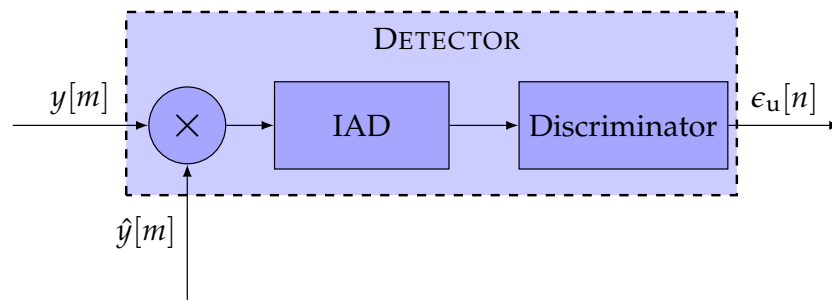 DETECTOR
y[m]
×
IAD
Discriminator
ϵu[n]
ŷ[m]